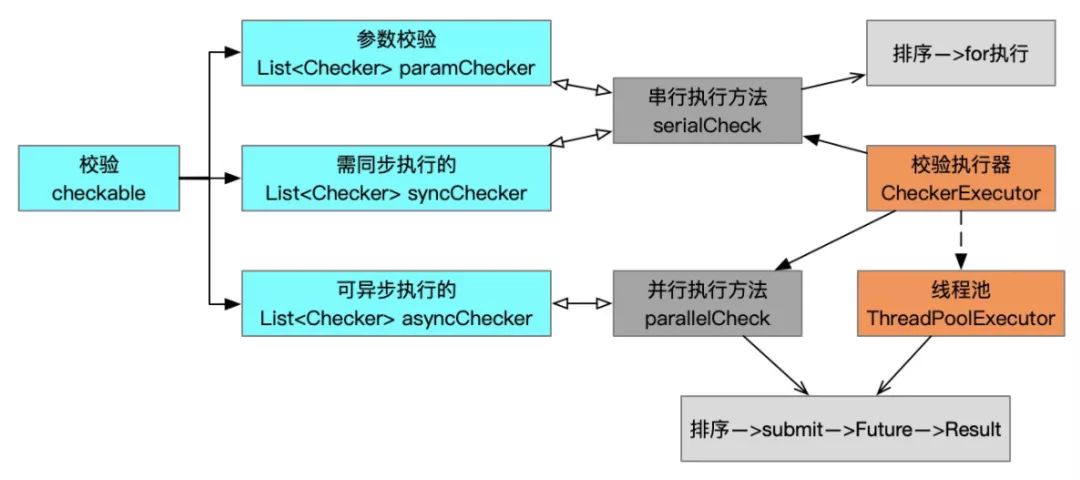 参数校验
List<Checker> paramChecker
排序—>for执行
串行执行方法
serialCheck
校验
checkable
需同步执行的
List<Checker> syncChecker
校验执行器
CheckerExecutor
可异步执行的
List<Checker> asyncChecker
并行执行方法
parallelCheck
线程池
ThreadPoolExecutor
排序—>submit—>Future—>Result